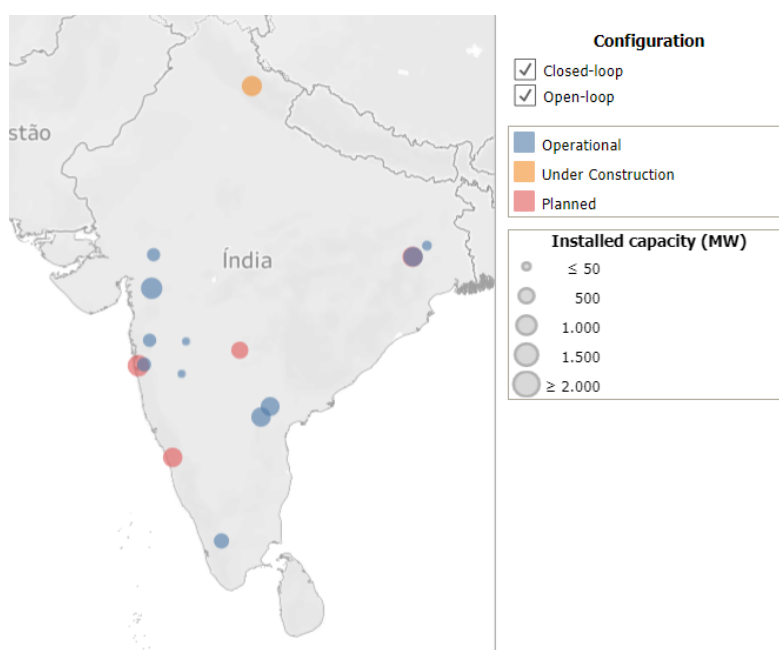 stão
Índia
Configuration
Closed-loop
Open-loop
Operational
Under Construction
Planned
Installed capacity (MW)
≤ 50
500
1.000
1.500
≥ 2.000